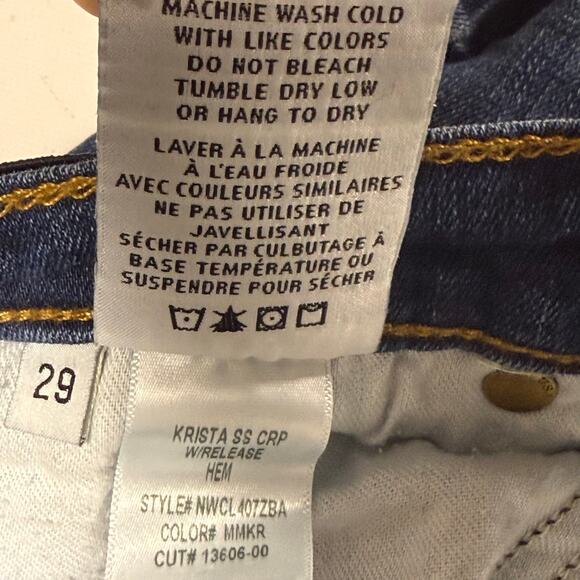 MACHINE WASH COLD
WITH LIKE COLORS
DO NOT BLEACH
TUMBLE DRY LOW
OR HANG TO DRY
LAVER À LA MACHINE
À L'EAU FROIDE
AVEC COULEURS SIMILAIRES
NE PAS UTILISER DE
JAVELLISANT
SÉCHER PAR CULBUTAGE À
BASE TEMPÉRATURE OU
SUSPENDRE POUR SÉCHER
29
KRISTA SS CRP
W/RELEASE
HEM
STYLE# NWCL407ZBA
COLOR# MMKR
CUT# 13606-00